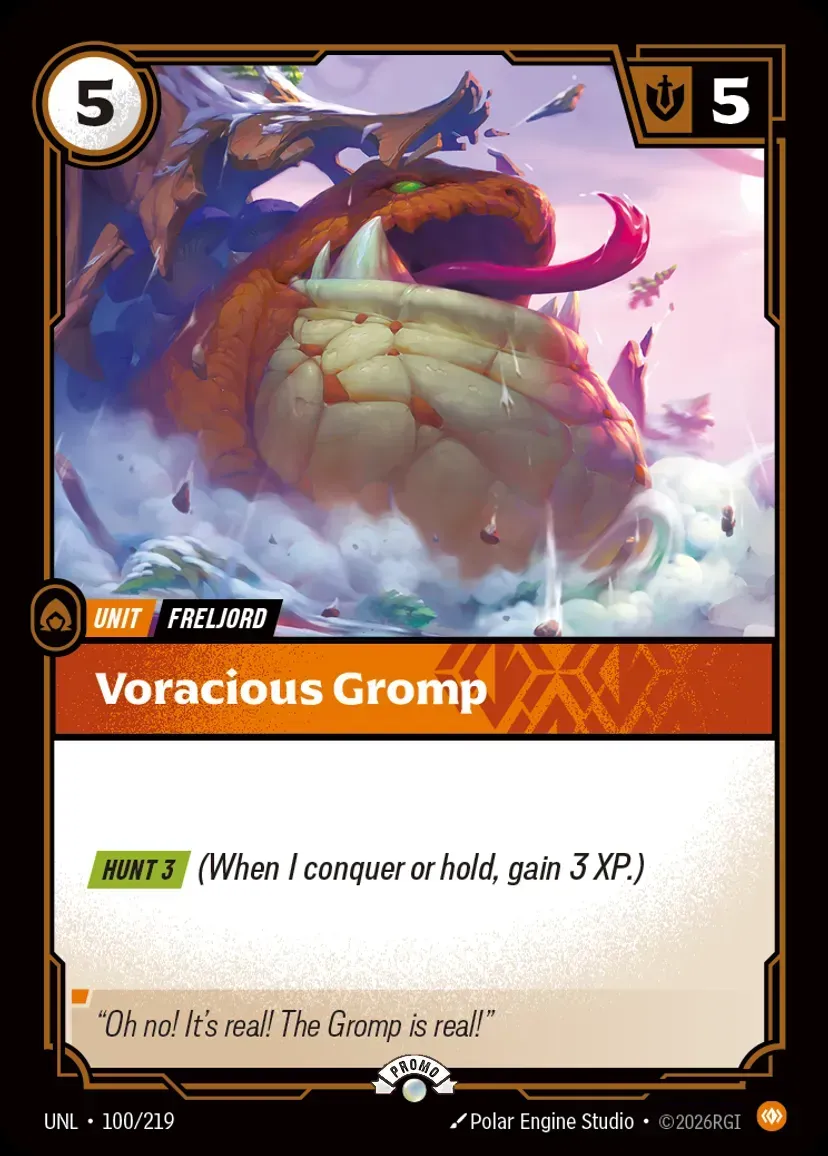 5
5
UNIT
FRELJORD
Voracious Gromp
HUNT 3 (When I conquer or hold, gain 3 XP.)
“Oh no! It’s real! The Gromp is real!”
PROMO
UNL • 100/219
Polar Engine Studio • ©2026RGI